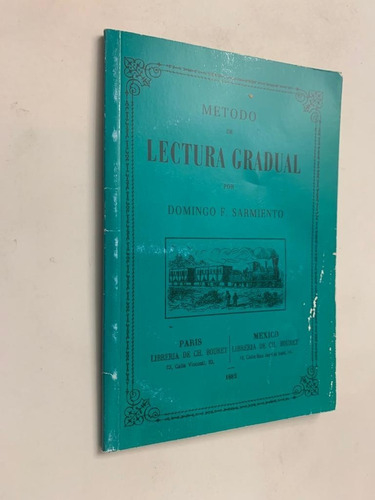 METODO
DE
LECTURA GRADUAL
POR
DOMINGO F. SARMIENTO
PARIS
LIBRERIA DE CH. BOURET
MEXICO
LIBRERIA DE CH. BOURET